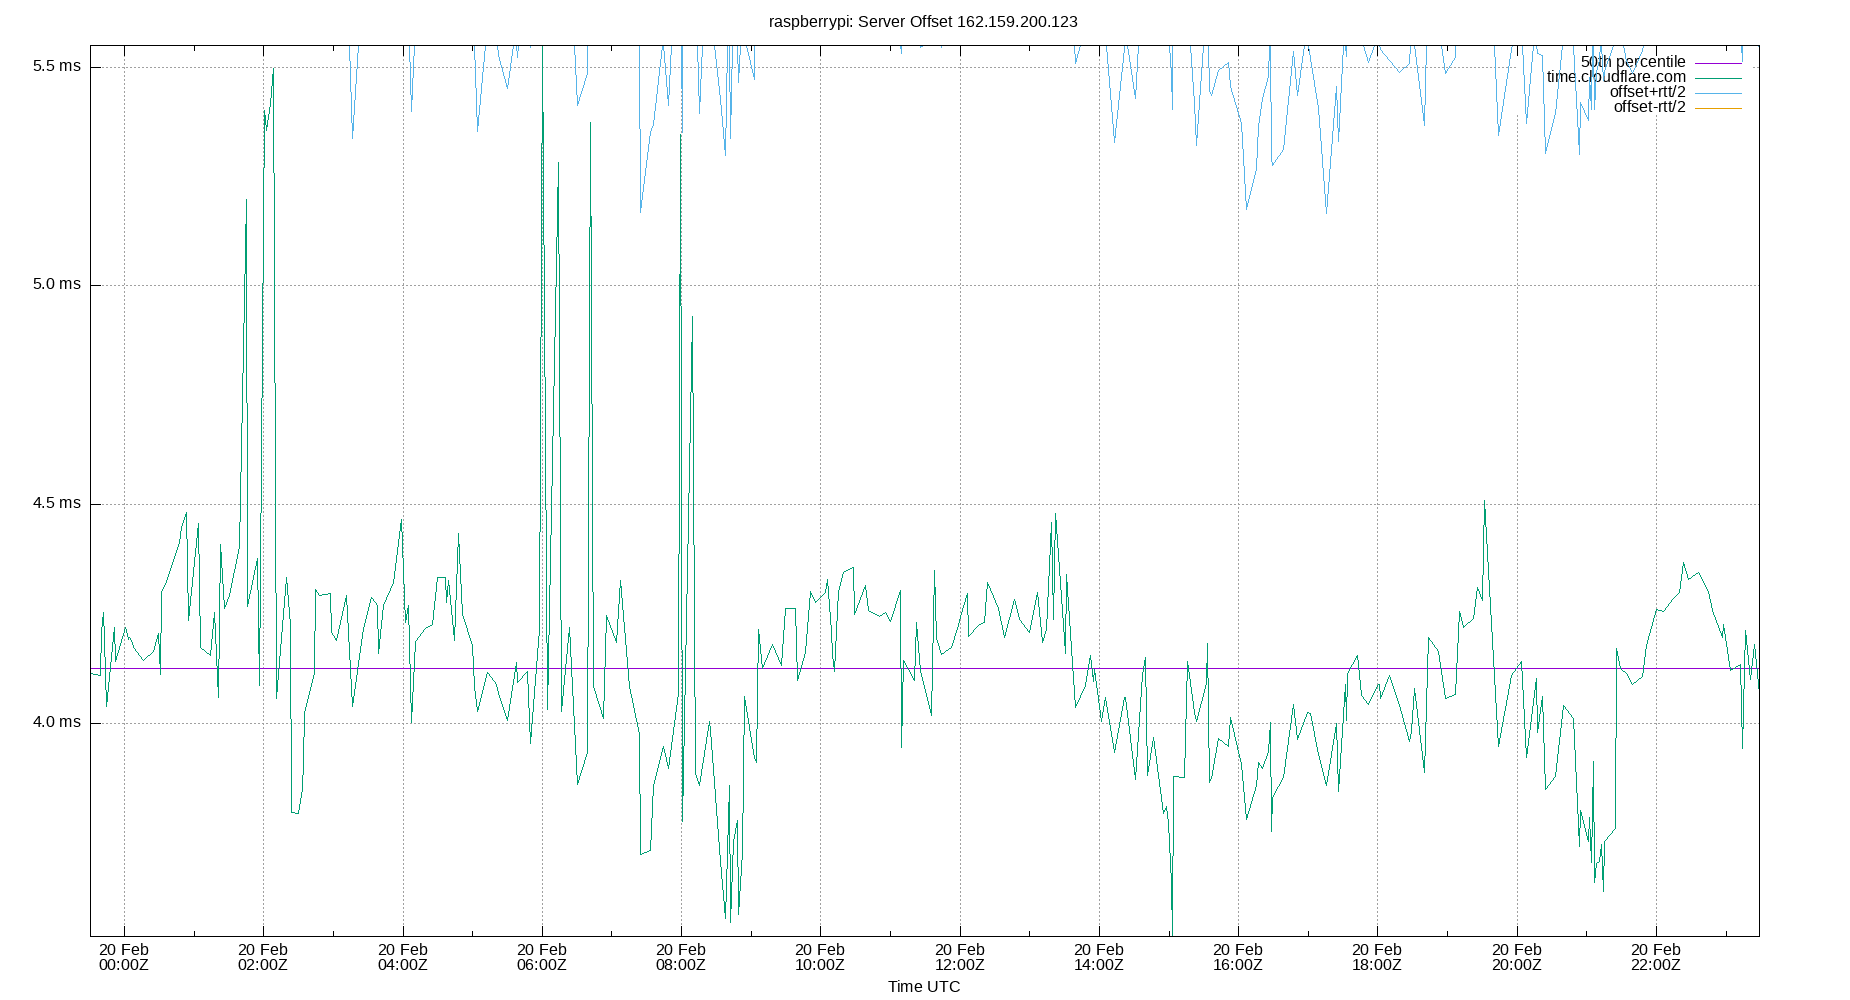 raspberrypi: Server Offset 162.159.200.123
5.5 ms
5.0 ms
4.5 ms
4.0 ms
50th percentile
time.cloudflare.com
offset+rtt/2
offset-rtt/2
20 Feb 20 Feb 20 Feb 20 Feb 20 Feb 20 Feb 20 Feb 20 Feb 20 Feb 20 Feb 20 Feb 20 Feb
00:00Z 02:00Z 04:00Z 06:00Z 08:00Z 10:00Z 12:00Z 14:00Z 16:00Z 18:00Z 20:00Z 22:00Z
Time UTC